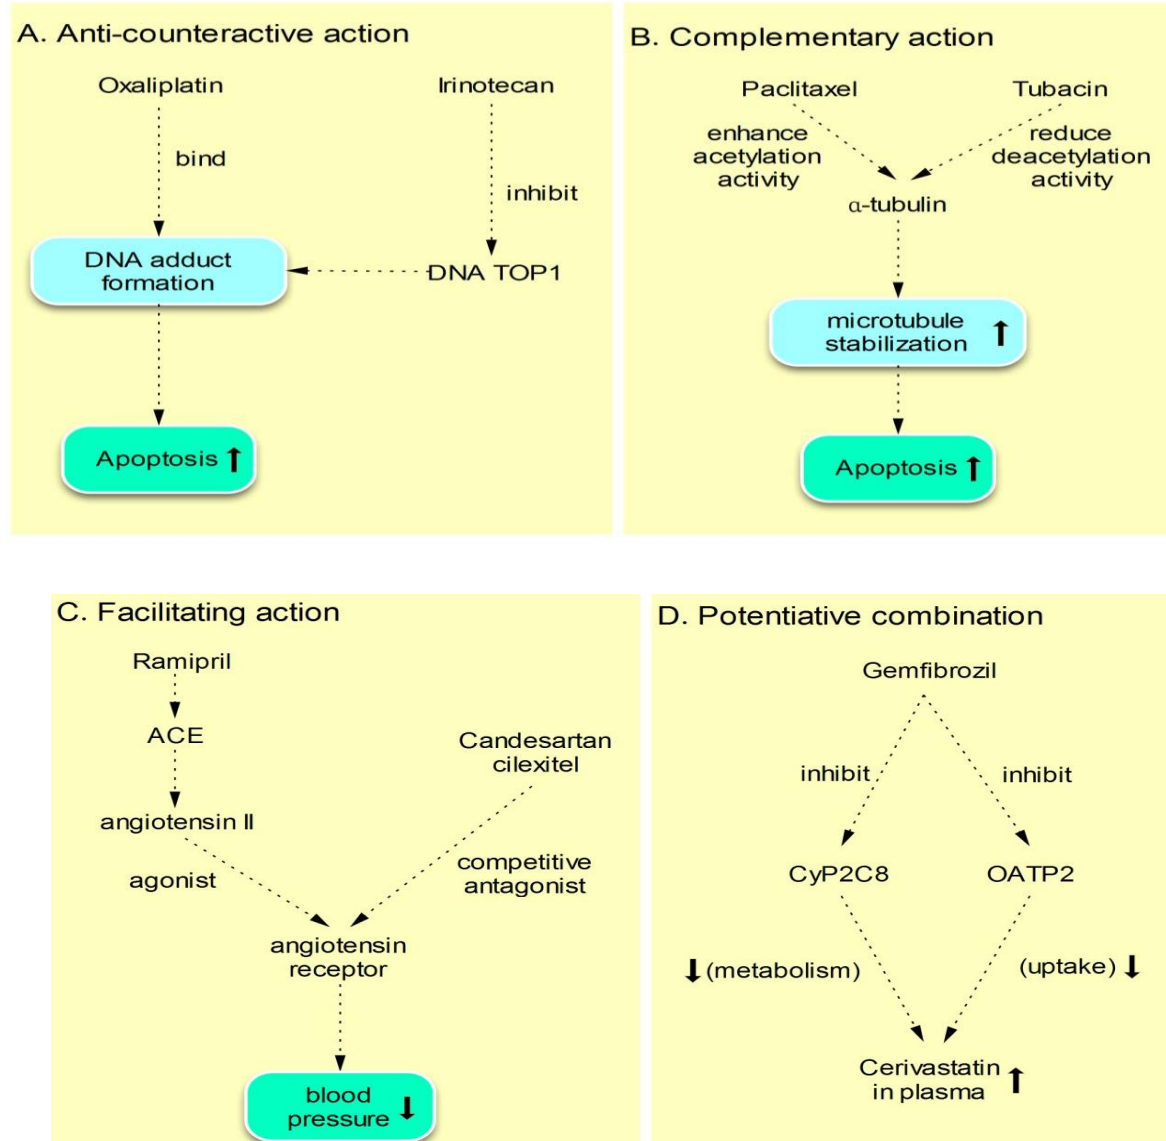 A. Anti-counteractive action
Oxaliplatin
Irinotecan
bind
inhibit
DNA adduct
formation
DNA TOP1
Apoptosis ⬆
B. Complementary action
Paclitaxel
Tubacin
enhance
acetylation
activity
reduce
deacetylation
activity
α-tubulin
microtubule
stabilization ⬆
Apoptosis ⬆
C. Facilitating action
Ramipril
ACE
Candesartan
cilexitel
angiotensin II
agonist
competitive
antagonist
angiotensin
receptor
blood
pressure ⬇
D. Potentiative combination
Gemfibrozil
inhibit
inhibit
CyP2C8
OATP2
⬇ (metabolism)
(uptake) ⬇
Cerivastatin
in plasma ⬆